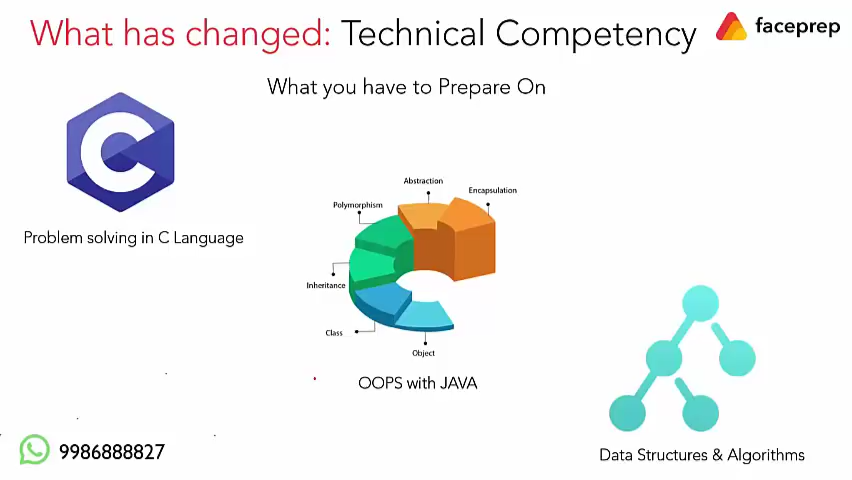 What has changed: Technical Competency
faceprep
What you have to Prepare On
C
Problem solving in C Language
Abstraction
Encapsulation
Polymorphism
Inheritance
Class
Object
OOPS with JAVA
9986888827
Data Structures & Algorithms